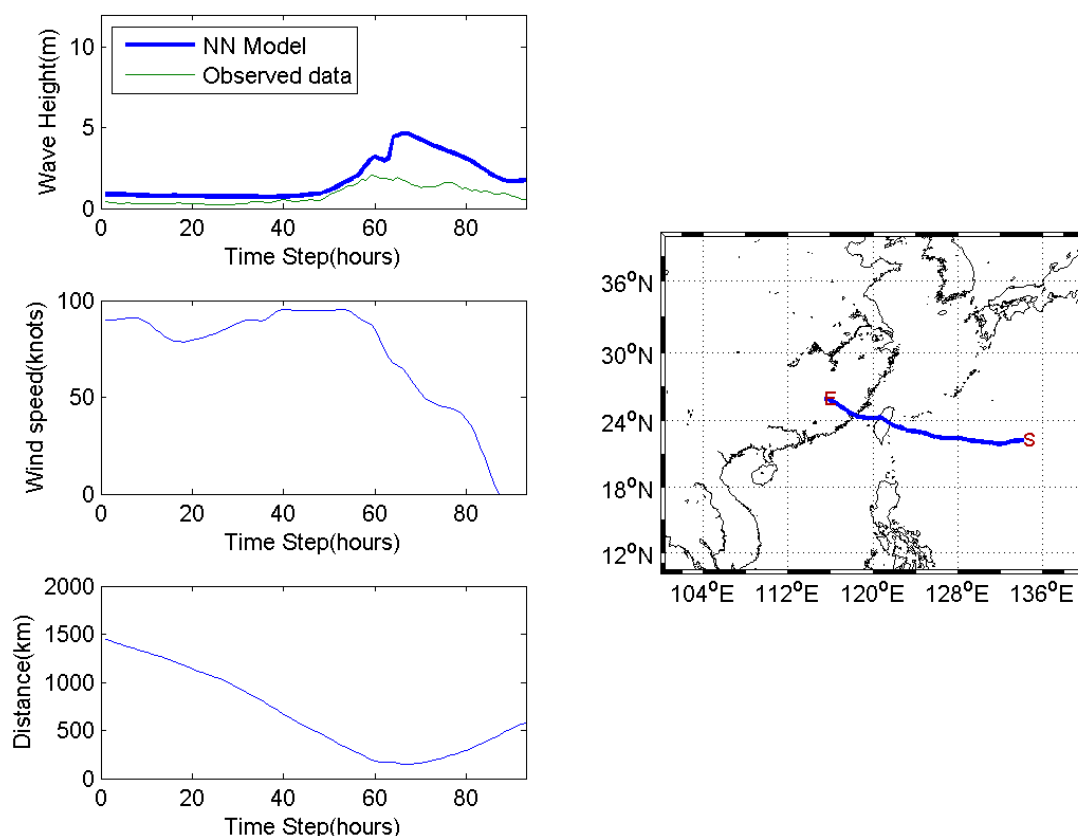 NN Model
Observed data
Wave Height(m)
10
5
0
0 20 40 60 80
Time Step(hours)
Wind speed(knots)
100
50
0
0 20 40 60 80
Time Step(hours)
Distance(km)
2000
1500
1000
500
0
0 20 40 60 80
Time Step(hours)
36°N
30°N
24°N
18°N
12°N
E
S
104°E 112°E 120°E 128°E 136°E